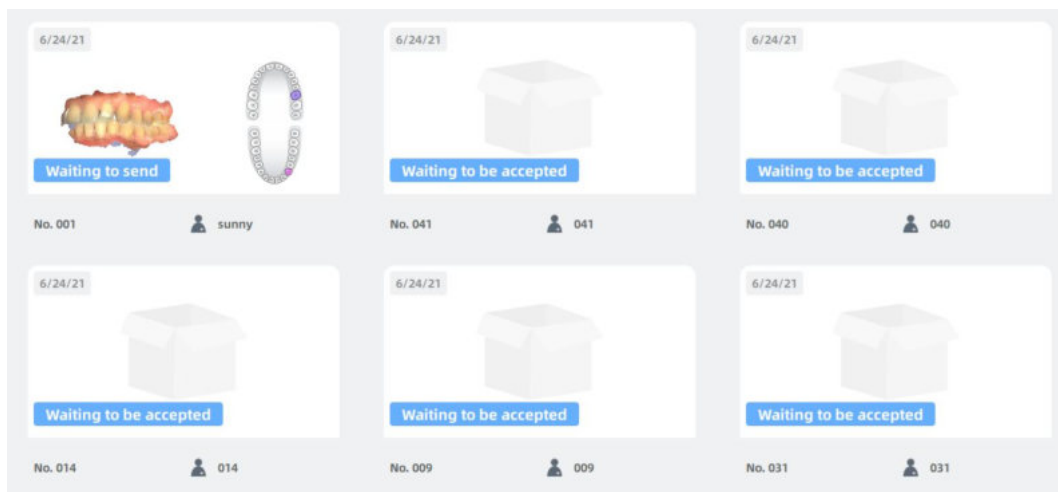 6/24/21 6/24/21 6/24/21
Waiting to send Waiting to be accepted Waiting to be accepted
No. 001 sunny No. 041 041 No. 040 040
6/24/21 6/24/21 6/24/21
Waiting to be accepted Waiting to be accepted Waiting to be accepted
No. 014 014 No. 009 009 No. 031 031